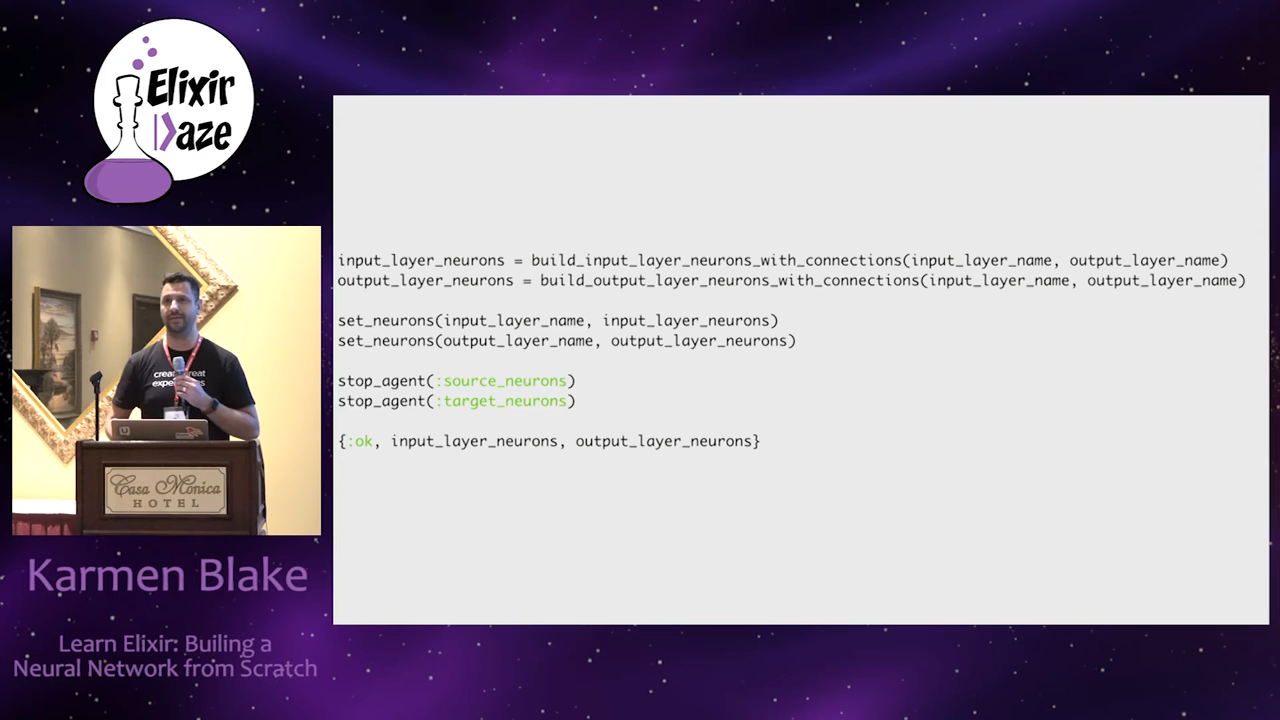 Elixir
Daze
input_layer_neurons = build_input_layer_neurons_with_connections(input_layer_name, output_layer_name)
output_layer_neurons = build_output_layer_neurons_with_connections(input_layer_name, output_layer_name)
set_neurons(input_layer_name, input_layer_neurons)
set_neurons(output_layer_name, output_layer_neurons)
stop_agent(:source_neurons)
stop_agent(:target_neurons)
{:ok, input_layer_neurons, output_layer_neurons}
Casa Monica
HOTEL
Karmen Blake
Learn Elixir: Builing a
Neural Network from Scratch